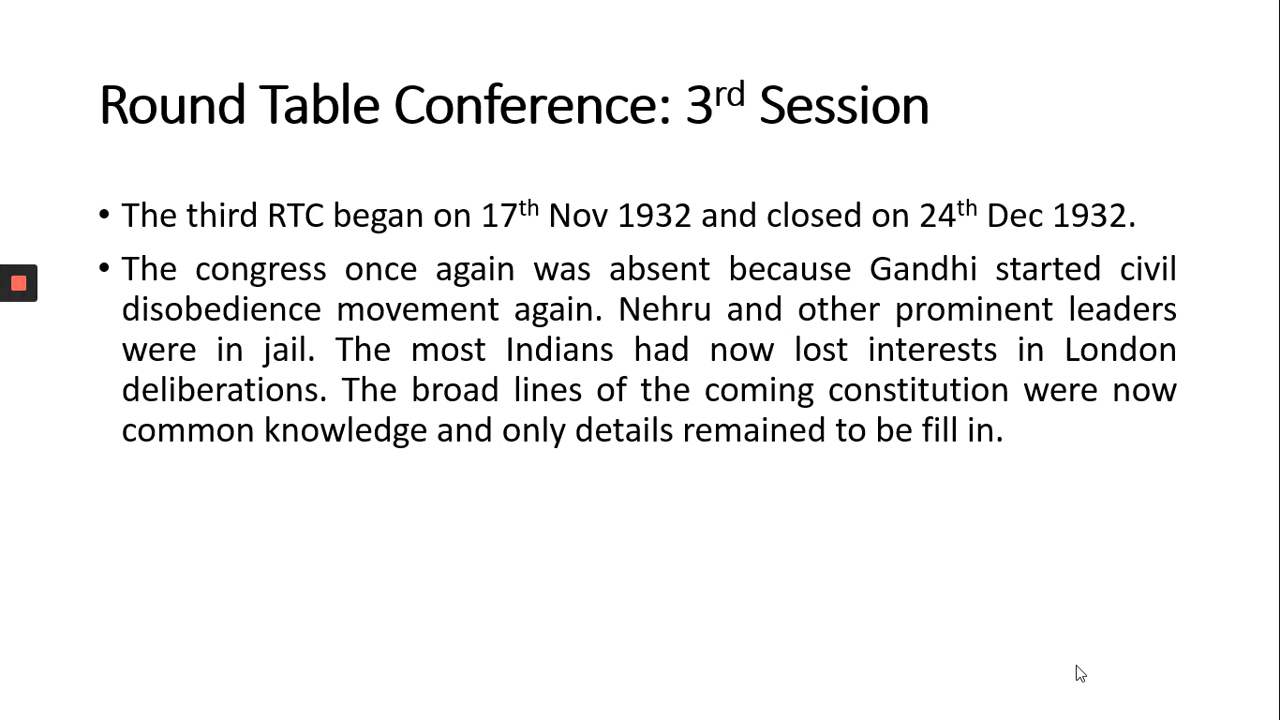 Round Table Conference: 3rd Session
• The third RTC began on 17th Nov 1932 and closed on 24th Dec 1932.
• The congress once again was absent because Gandhi started civil
disobedience movement again. Nehru and other prominent leaders
were in jail. The most Indians had now lost interests in London
deliberations. The broad lines of the coming constitution were now
common knowledge and only details remained to be fill in.